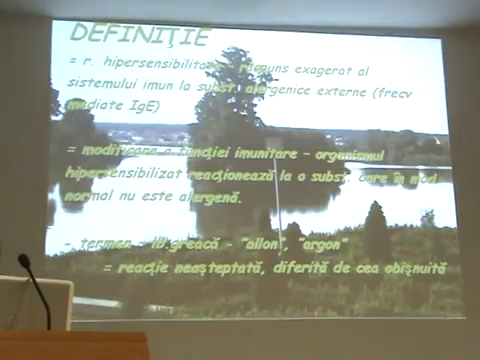 DEFINIŢIE
= r. hipersensibilitate, răspuns exagerat al
sistemului imun la subst. alergenice externe (frecv
mediate IgE)
= modificare a funcţiei imunitare – organismul
hipersensibilizat reacţionează la o subst. care în mod
normal nu este alergenă.
- termen – lb.greacă – "allon", "ergon"
= reacţie neaşteptată, diferită de cea obişnuită